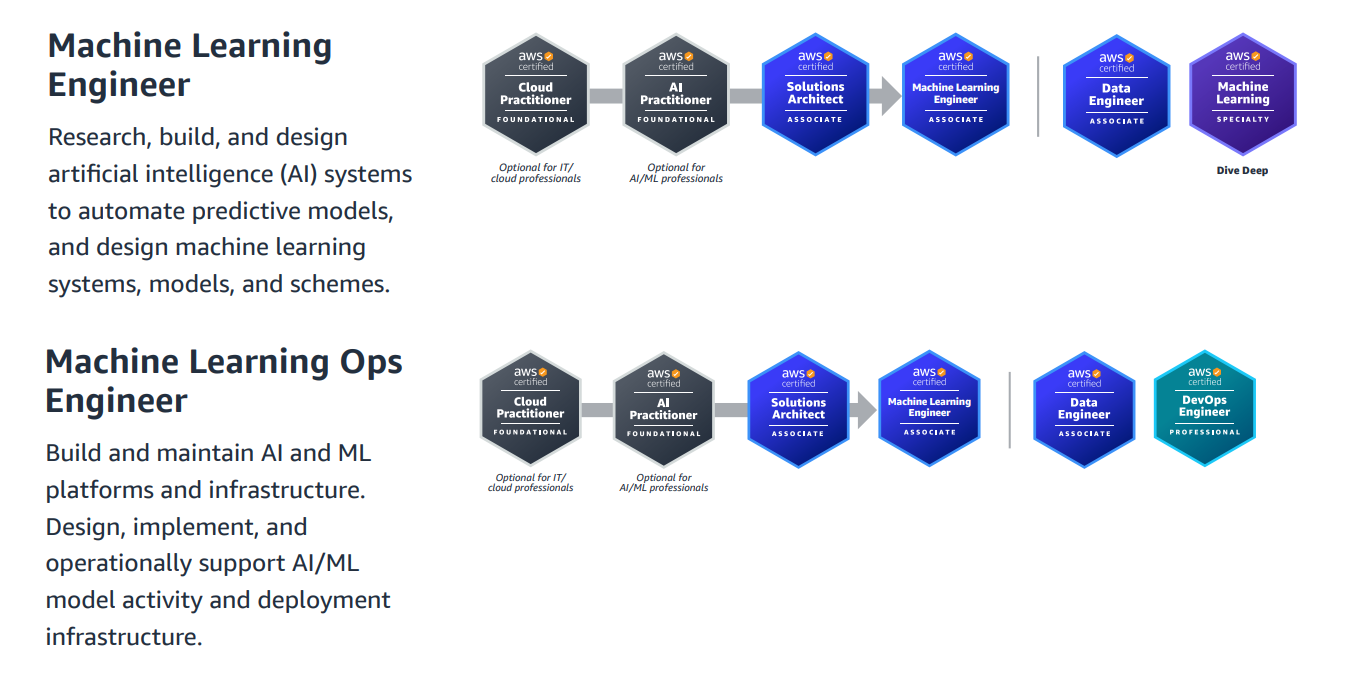 Machine Learning
Engineer
Research, build, and design
artificial intelligence (AI) systems
to automate predictive models,
and design machine learning
systems, models, and schemes.
aws
certified
Cloud
Practitioner
FOUNDATIONAL
Optional for IT/
cloud professionals
aws
certified
AI
Practitioner
FOUNDATIONAL
Optional for
AI/ML professionals
aws
certified
Solutions
Architect
ASSOCIATE
aws
certified
Machine Learning
Engineer
ASSOCIATE
aws
certified
Data
Engineer
ASSOCIATE
aws
certified
Machine
Learning
SPECIALTY
Dive Deep
Machine Learning Ops
Engineer
Build and maintain AI and ML
platforms and infrastructure.
Design, implement, and
operationally support AI/ML
model activity and deployment
infrastructure.
aws
certified
Cloud
Practitioner
FOUNDATIONAL
Optional for IT/
cloud professionals
aws
certified
AI
Practitioner
FOUNDATIONAL
Optional for
AI/ML professionals
aws
certified
Solutions
Architect
ASSOCIATE
aws
certified
Machine Learning
Engineer
ASSOCIATE
aws
certified
Data
Engineer
ASSOCIATE
aws
certified
DevOps
Engineer
PROFESSIONAL